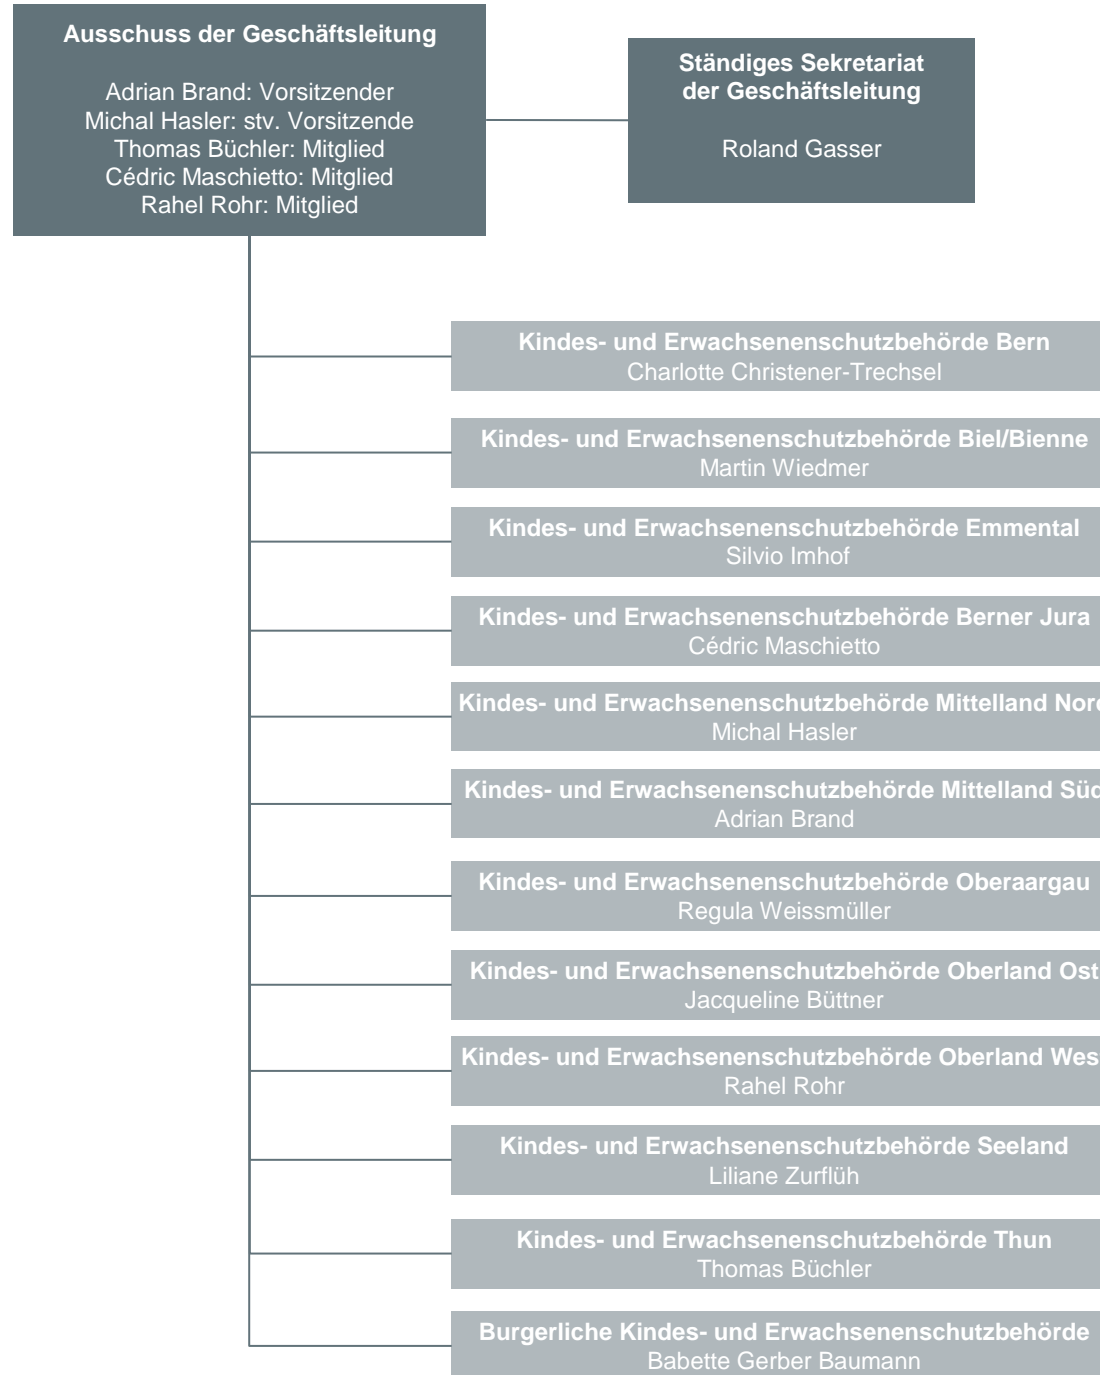 Ausschuss der Geschäftsleitung
Adrian Brand: Vorsitzender
Michal Hasler: stv. Vorsitzende
Thomas Büchler: Mitglied
Cédric Maschietto: Mitglied
Rahel Rohr: Mitglied
Ständiges Sekretariat
der Geschäftsleitung
Roland Gasser
Kindes- und Erwachsenenschutzbehörde Bern
Charlotte Christener-Trechsel
Kindes- und Erwachsenenschutzbehörde Biel/Bienne
Martin Wiedmer
Kindes- und Erwachsenenschutzbehörde Emmental
Silvio Imhof
Kindes- und Erwachsenenschutzbehörde Berner Jura
Cédric Maschietto
Kindes- und Erwachsenenschutzbehörde Mittelland Nord
Michal Hasler
Kindes- und Erwachsenenschutzbehörde Mittelland Süd
Adrian Brand
Kindes- und Erwachsenenschutzbehörde Oberaargau
Regula Weissmüller
Kindes- und Erwachsenenschutzbehörde Oberland Ost
Jacqueline Büttner
Kindes- und Erwachsenenschutzbehörde Oberland Wes
Rahel Rohr
Kindes- und Erwachsenenschutzbehörde Seeland
Liliane Zurflüh
Kindes- und Erwachsenenschutzbehörde Thun
Thomas Büchler
Burgerliche Kindes- und Erwachsenenschutzbehörde
Babette Gerber Baumann